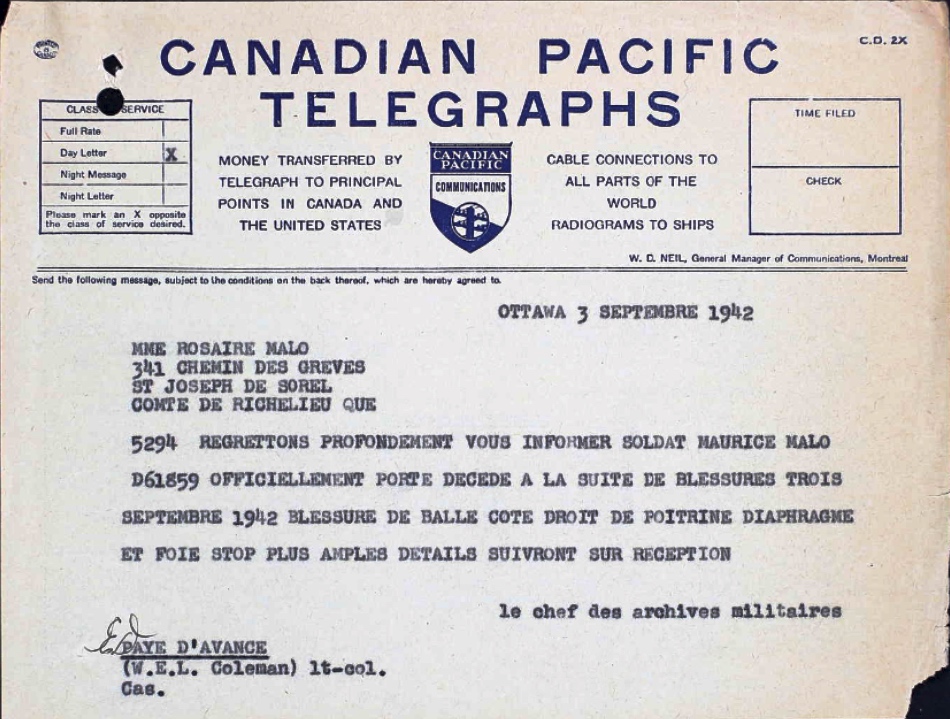 C.D. 2X
CANADIAN PACIFIC
TELEGRAPHS
CLASS SERVICE
Full Rate
Day Letter X
Night Message
Night Letter
Please mark an X opposite
the class of service desired.
MONEY TRANSFERRED BY
TELEGRAPH TO PRINCIPAL
POINTS IN CANADA AND
THE UNITED STATES
CANADIAN
PACIFIC
COMMUNICATIONS
CABLE CONNECTIONS TO
ALL PARTS OF THE
WORLD
RADIOGRAMS TO SHIPS
TIME FILED
CHECK
W. D. NEIL, General Manager of Communications, Montreal
Send the following message, subject to the conditions on the back thereof, which are hereby agreed to.
OTTAWA 3 SEPTEMBRE 1942
MME ROSAIRE MALO
341 CHEMIN DES GREVES
ST JOSEPH DE SOREL
COMTE DE RICHELIEU QUE
5294 REGRETTONS PROFONDEMENT VOUS INFORMER SOLDAT MAURICE MALO
D61859 OFFICIELLEMENT PORTE DECEDE A LA SUITE DE BLESSURES TROIS
SEPTEMBRE 1942 BLESSURE DE BALLE COTE DROIT DE POITRINE DIAPHRAGME
ET FOIE STOP PLUS AMPLES DETAILS SUIVRONT SUR RECEPTION
le chef des archives militaires
PAYE D'AVANCE
(W.E.L. Coleman) lt-col.
Cas.